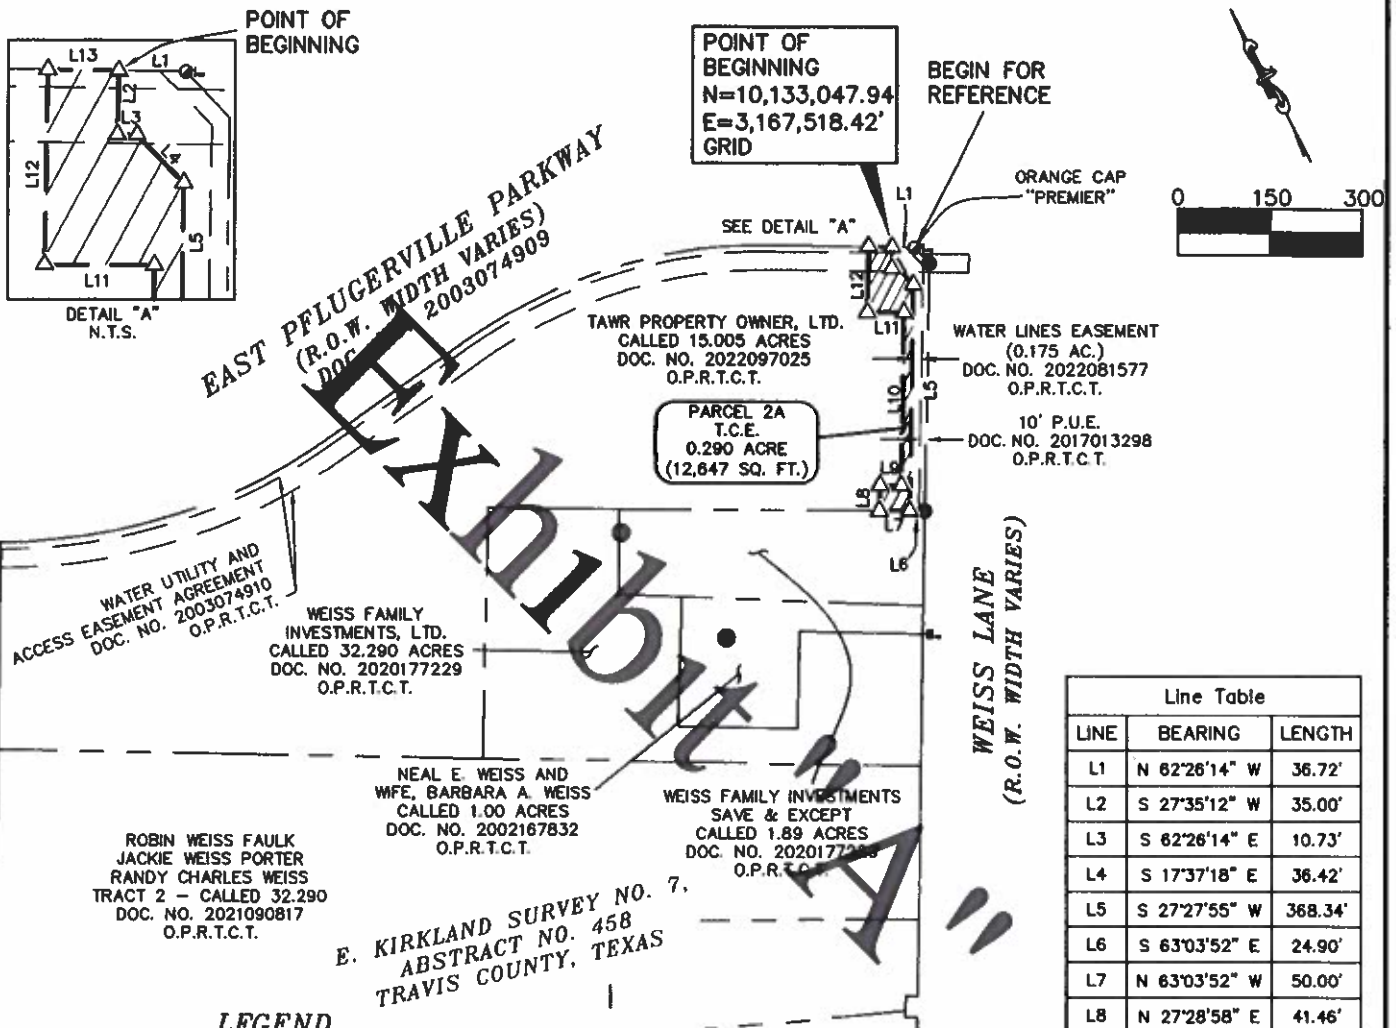 POINT OF
BEGINNING
L13
L1
L2
L3
L4
L12
L5
L11
DETAIL "A"
N.T.S.
EAST PFLUGERVILLE PARKWAY
(R.O.W. WIDTH VARIES)
DOC. 2003074909
POINT OF
BEGINNING
N=10,133,047.94
E=3,167,518.42'
GRID
BEGIN FOR
REFERENCE
ORANGE CAP
"PREMIER"
0 150 300
L1
SEE DETAIL "A"
L12
L11
TAWR PROPERTY OWNER, LTD.
CALLED 15.005 ACRES
DOC. NO. 2022097025
O.P.R.T.C.T.
WATER LINES EASEMENT
(0.175 AC.)
DOC. NO. 2022081577
O.P.R.T.C.T.
L10
L5
PARCEL 2A
T.C.E.
0.290 ACRE
(12,647 SQ. FT.)
10' P.U.E.
DOC. NO. 2017013298
O.P.R.T.C.T.
L9
L8
L7
L6
Exhibit "A"
WATER UTILITY AND
ACCESS EASEMENT AGREEMENT
DOC. NO. 2003074910
O.P.R.T.C.T.
WEISS FAMILY
INVESTMENTS, LTD.
CALLED 32.290 ACRES
DOC. NO. 2020177229
O.P.R.T.C.T.
WEISS LANE
(R.O.W. WIDTH VARIES)
NEAL E. WEISS AND
WIFE, BARBARA A. WEISS
CALLED 1.00 ACRES
DOC. NO. 2002167832
O.P.R.T.C.T.
WEISS FAMILY INVESTMENTS
SAVE & EXCEPT
CALLED 1.89 ACRES
DOC. NO.
O.P.R.T.C.T.
ROBIN WEISS FAULK
JACKIE WEISS PORTER
RANDY CHARLES WEISS
TRACT 2 - CALLED 32.290
DOC. NO. 2021090817
O.P.R.T.C.T.
E. KIRKLAND SURVEY NO. 7,
ABSTRACT NO. 458
TRAVIS COUNTY, TEXAS
LEGEND
Line Table
LINE BEARING LENGTH
L1 N 62°26'14" W 36.72'
L2 S 27°35'12" W 35.00'
L3 S 62°26'14" E 10.73'
L4 S 17°37'18" E 36.42'
L5 S 27°27'55" W 368.34'
L6 S 63°03'52" E 24.90'
L7 N 63°03'52" W 50.00'
L8 N 27°28'58" E 41.46'